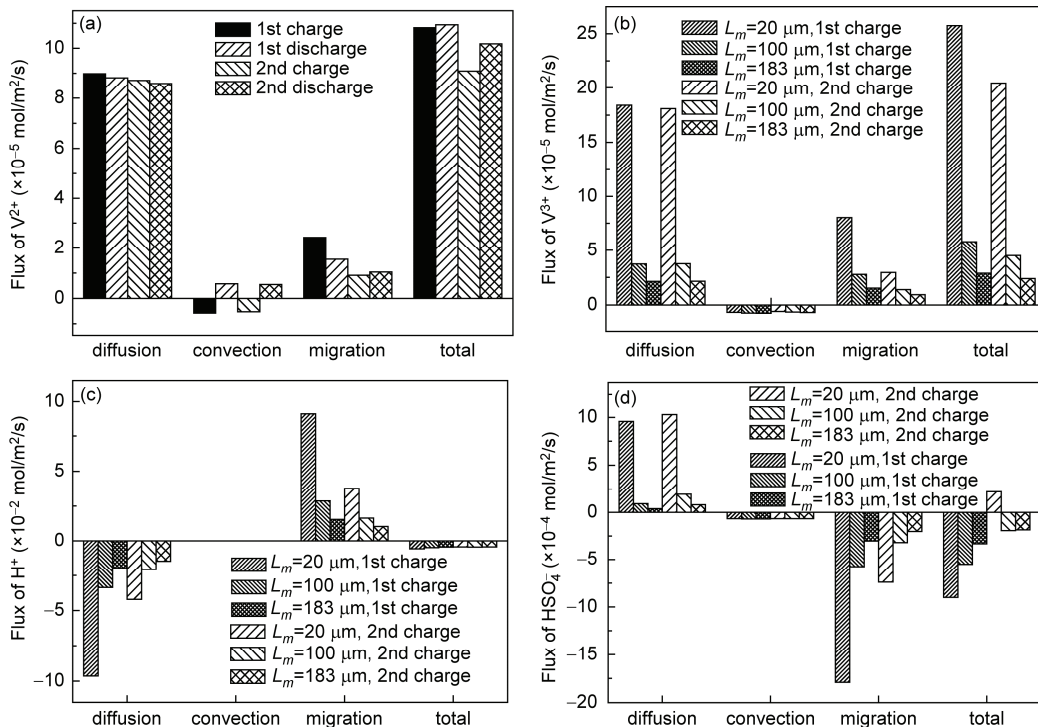 (a)
1st charge
1st discharge
2nd charge
2nd discharge
Flux of V2+ (×10−5 mol/m2/s)
10
8
6
4
2
0
diffusion convection migration total
(b)
Lm=20 μm,1st charge
Lm=100 μm,1st charge
Lm=183 μm,1st charge
Lm=20 μm, 2nd charge
Lm=100 μm, 2nd charge
Lm=183 μm, 2nd charge
Flux of V3+ (×10−5 mol/m2/s)
25
20
15
10
5
0
diffusion convection migration total
(c)
Flux of H+ (×10−2 mol/m2/s)
10
5
0
−5
−10
Lm=20 μm,1st charge
Lm=100 μm,1st charge
Lm=183 μm,1st charge
Lm=20 μm, 2nd charge
Lm=100 μm, 2nd charge
Lm=183 μm, 2nd charge
diffusion convection migration total
(d)
Lm=20 μm, 2nd charge
Lm=100 μm, 2nd charge
Lm=183 μm, 2nd charge
Lm=20 μm,1st charge
Lm=100 μm,1st charge
Lm=183 μm,1st charge
Flux of HSO4− (×10−4 mol/m2/s)
10
5
0
−5
−10
−15
−20
diffusion convection migration total